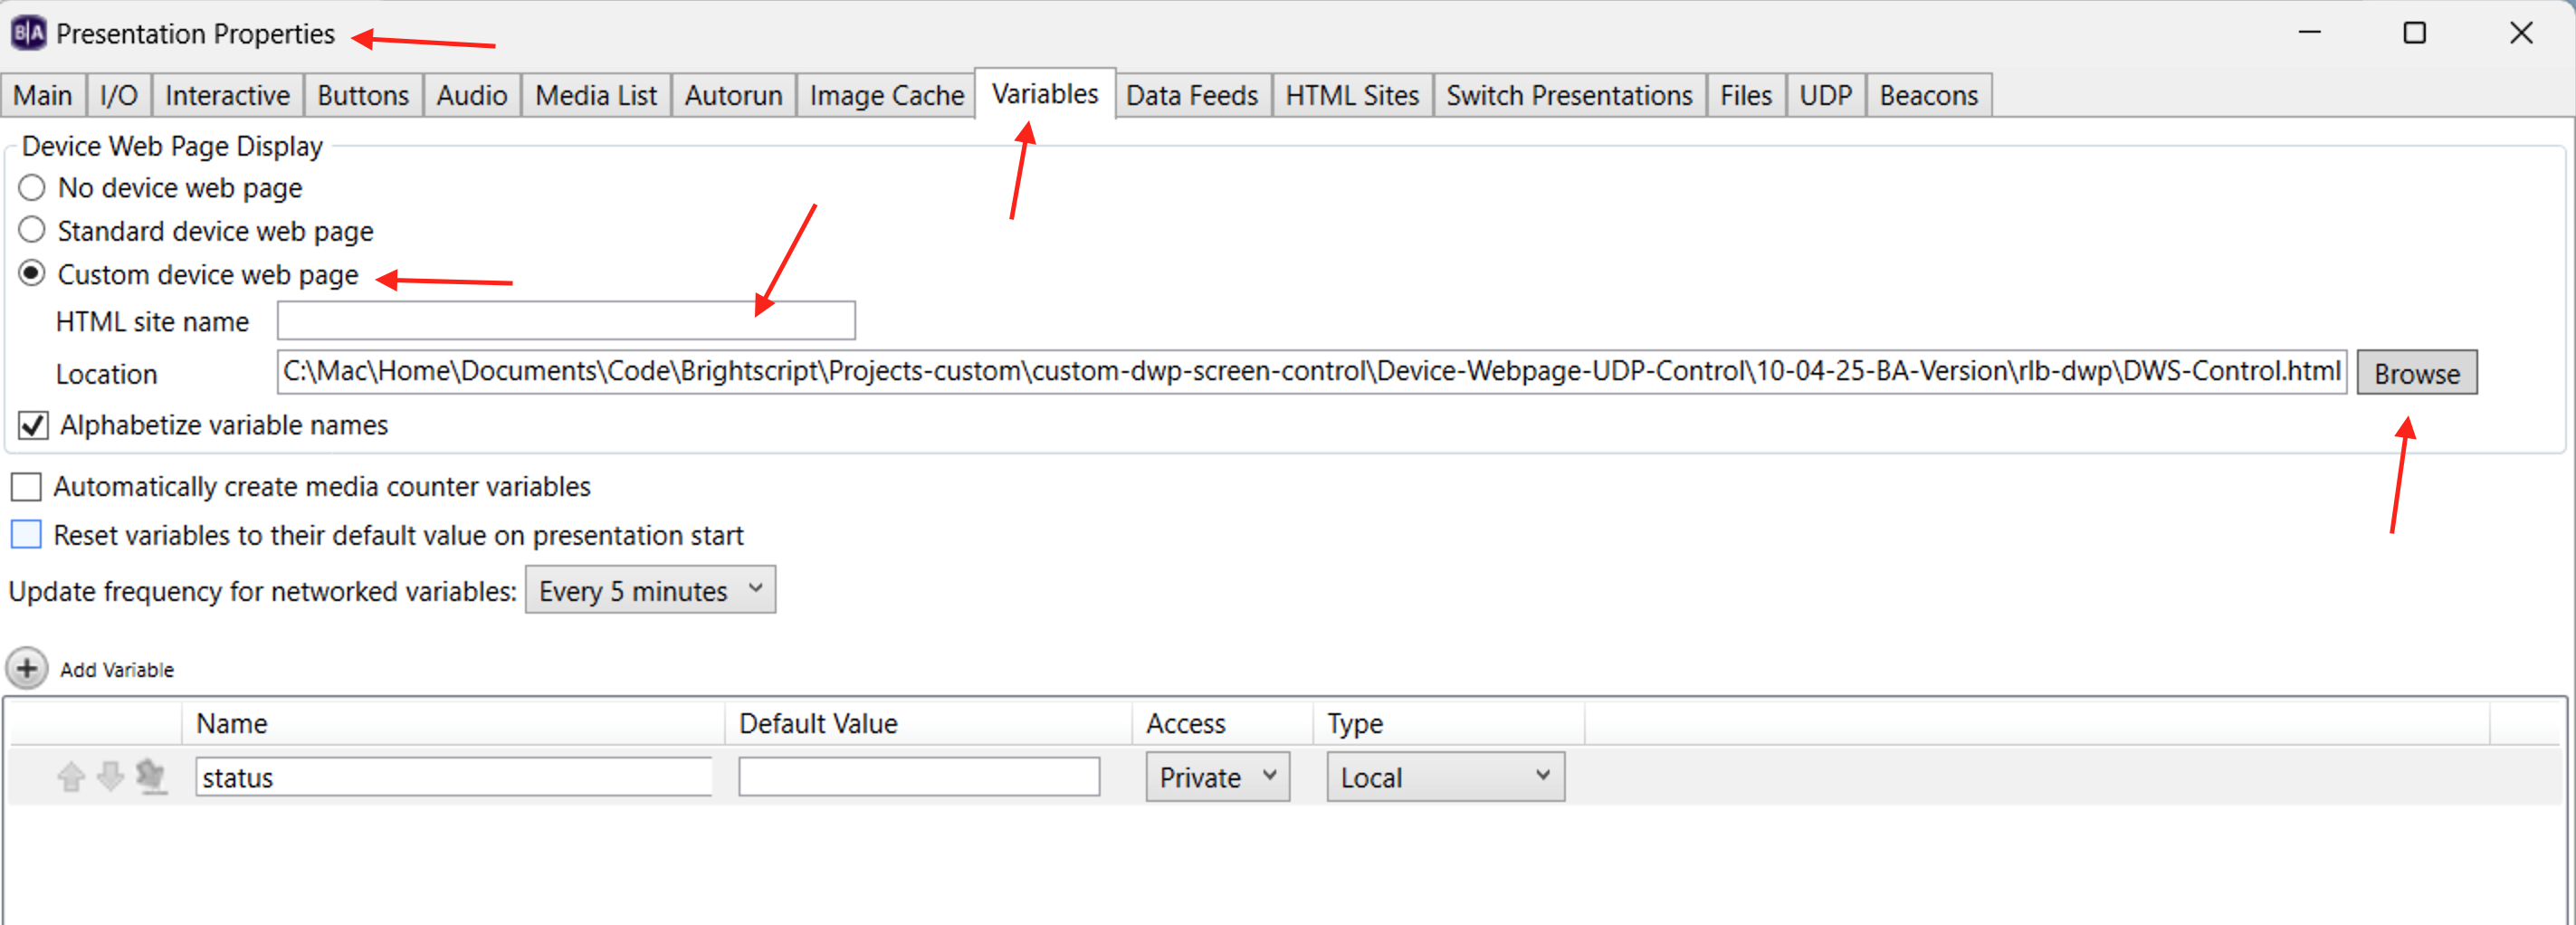 B|A Presentation Properties
Main I/O Interactive Buttons Audio Media List Autorun Image Cache Variables Data Feeds HTML Sites Switch Presentations Files UDP Beacons
Device Web Page Display
No device web page
Standard device web page
Custom device web page
HTML site name
Location C:\Mac\Home\Documents\Code\Brightscript\Projects-custom\custom-dwp-screen-control\Device-Webpage-UDP-Control\10-04-25-BA-Version\rlb-dwp\DWS-Control.html Browse
Alphabetize variable names
Automatically create media counter variables
Reset variables to their default value on presentation start
Update frequency for networked variables: Every 5 minutes
Add Variable
Name Default Value Access Type
status Private Local